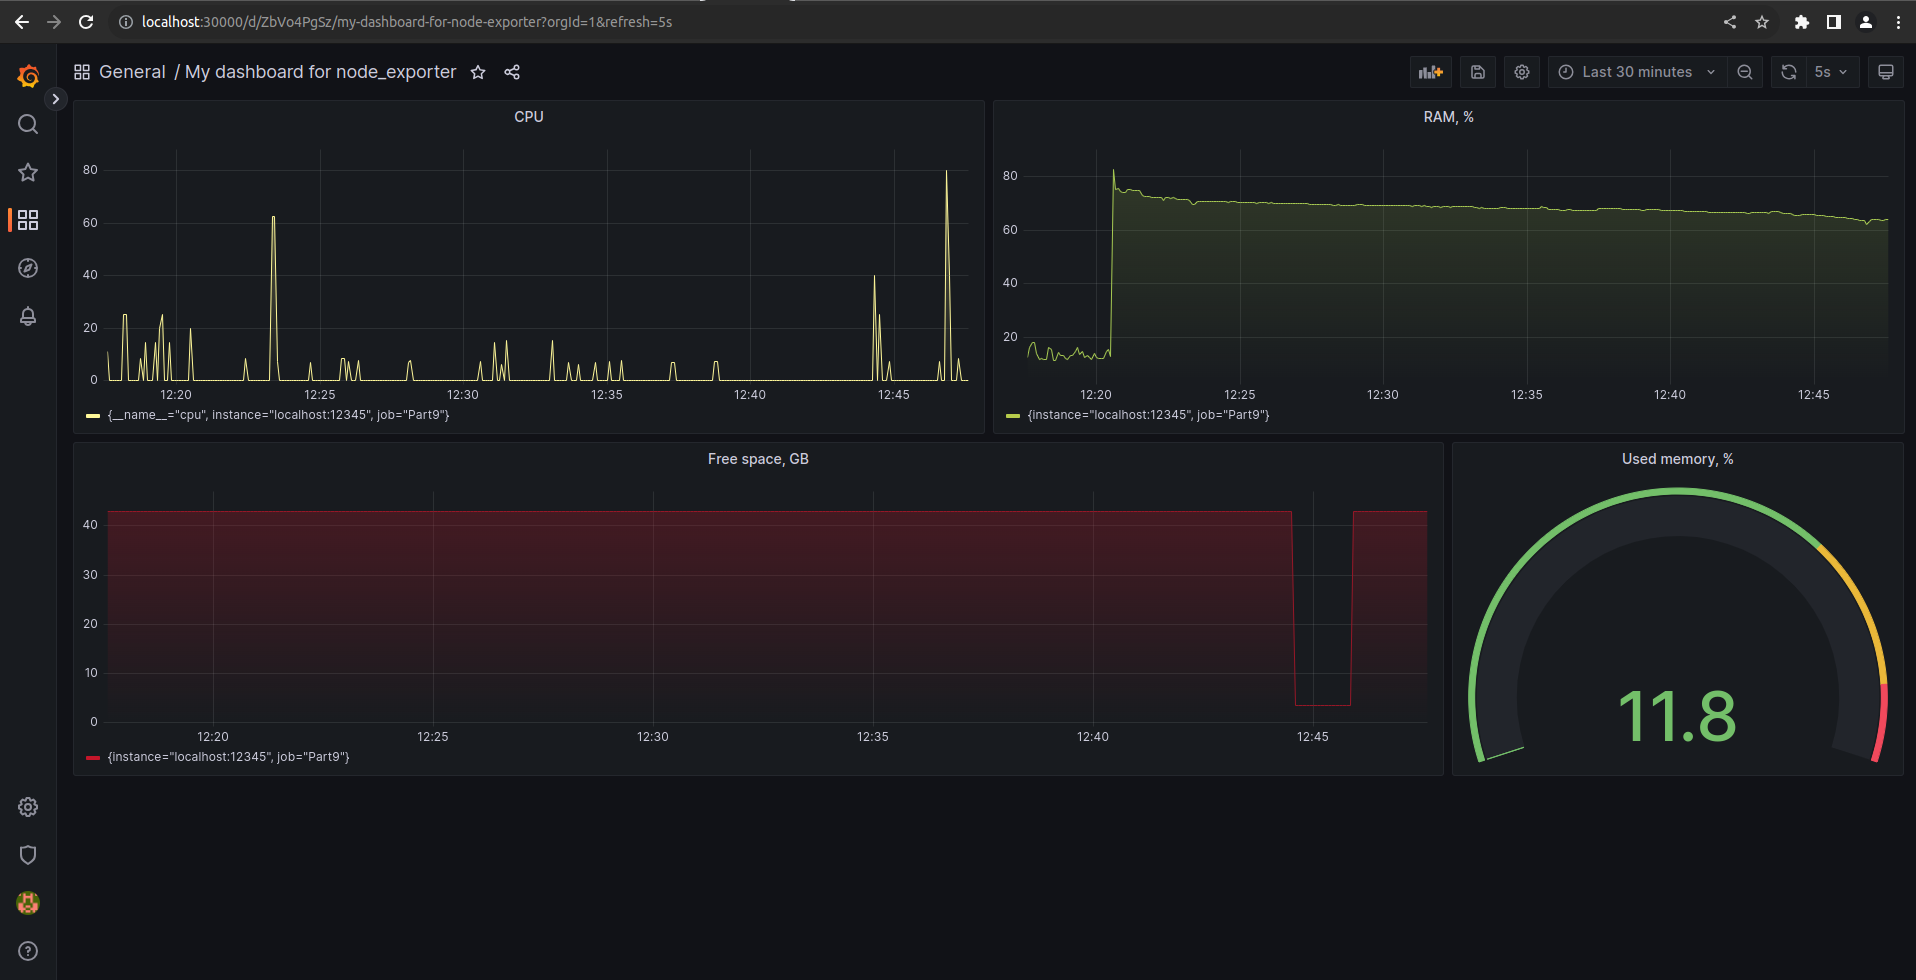 localhost:30000/d/ZbVo4PgSz/my-dashboard-for-node-exporter?orgId=1&refresh=5s
General / My dashboard for node_exporter
Last 30 minutes
5s
CPU
80
60
40
20
0
12:20 12:25 12:30 12:35 12:40 12:45
{__name__="cpu", instance="localhost:12345", job="Part9"}
RAM, %
80
60
40
20
12:20 12:25 12:30 12:35 12:40 12:45
{instance="localhost:12345", job="Part9"}
Free space, GB
40
30
20
10
0
12:20 12:25 12:30 12:35 12:40 12:45
{instance="localhost:12345", job="Part9"}
Used memory, %
11.8